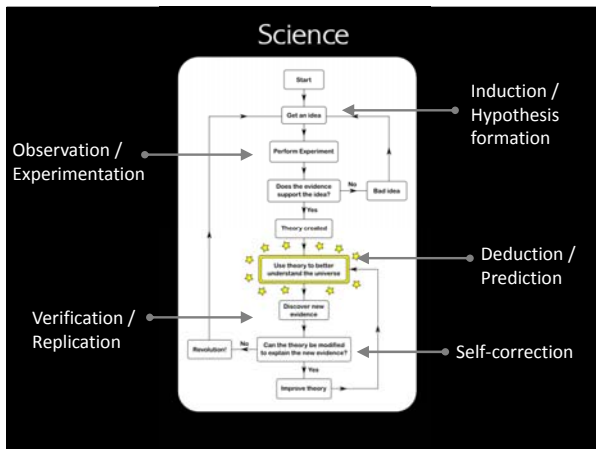 Science
Start
Get an idea
Induction /
Hypothesis
formation
Observation /
Experimentation
Perform Experiment
Does the evidence
support the idea?
No
Bad idea
Yes
Theory created
Use theory to better
understand the universe
Deduction /
Prediction
Discover new
evidence
Verification /
Replication
Can the theory be modified
to explain the new evidence?
No
Revolution!
Self-correction
Yes
Improve theory